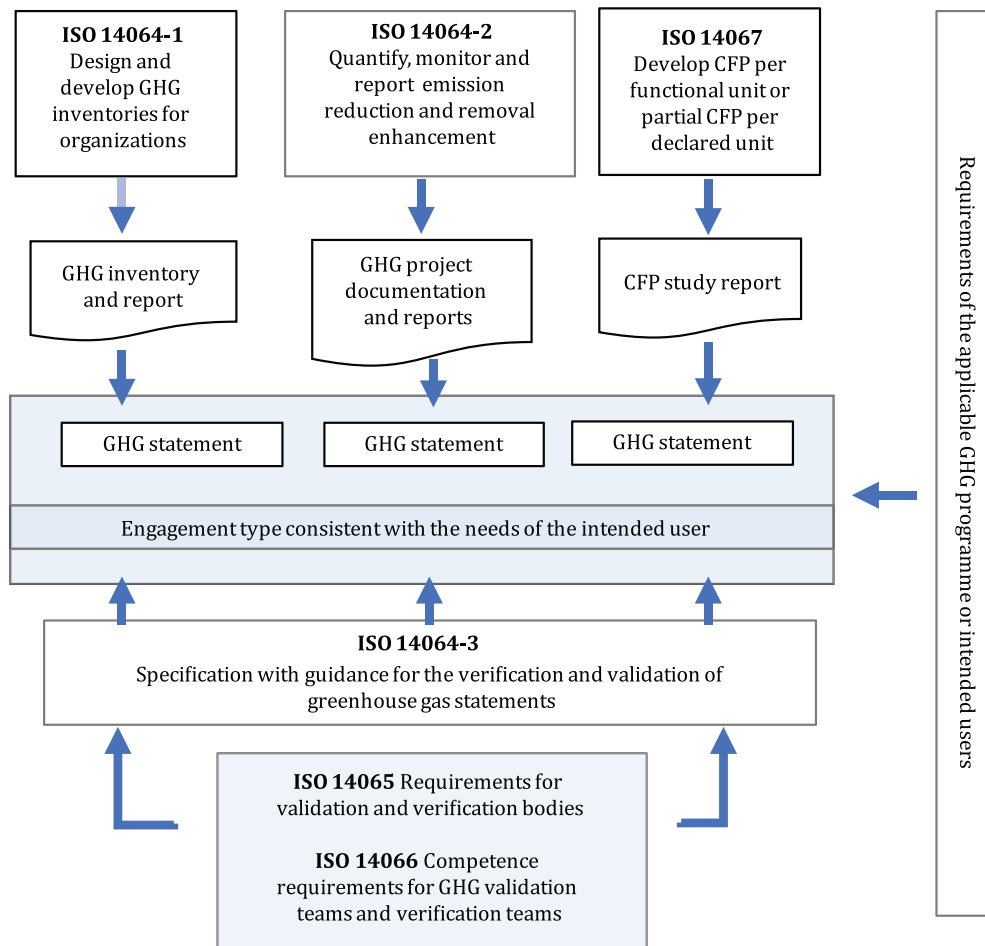 ISO 14064-1
Design and
develop GHG
inventories for
organizations
ISO 14064-2
Quantify, monitor and
report emission
reduction and removal
enhancement
ISO 14067
Develop CFP per
functional unit or
partial CFP per
declared unit
GHG inventory
and report
GHG project
documentation
and reports
CFP study report
GHG statement
GHG statement
GHG statement
Engagement type consistent with the needs of the intended user
ISO 14064-3
Specification with guidance for the verification and validation of
greenhouse gas statements
ISO 14065 Requirements for
validation and verification bodies
ISO 14066 Competence
requirements for GHG validation
teams and verification teams
Requirements of the applicable GHG programme or intended users